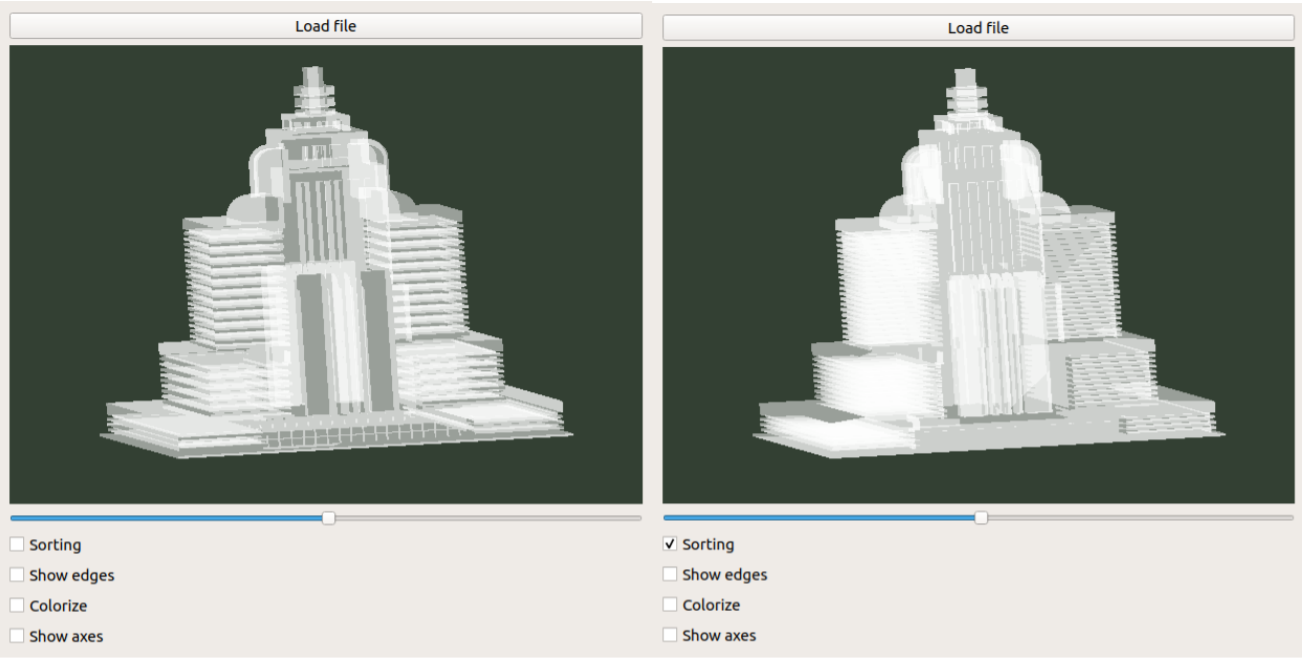 Load file
Sorting
Show edges
Colorize
Show axes
Load file
Sorting
Show edges
Colorize
Show axes